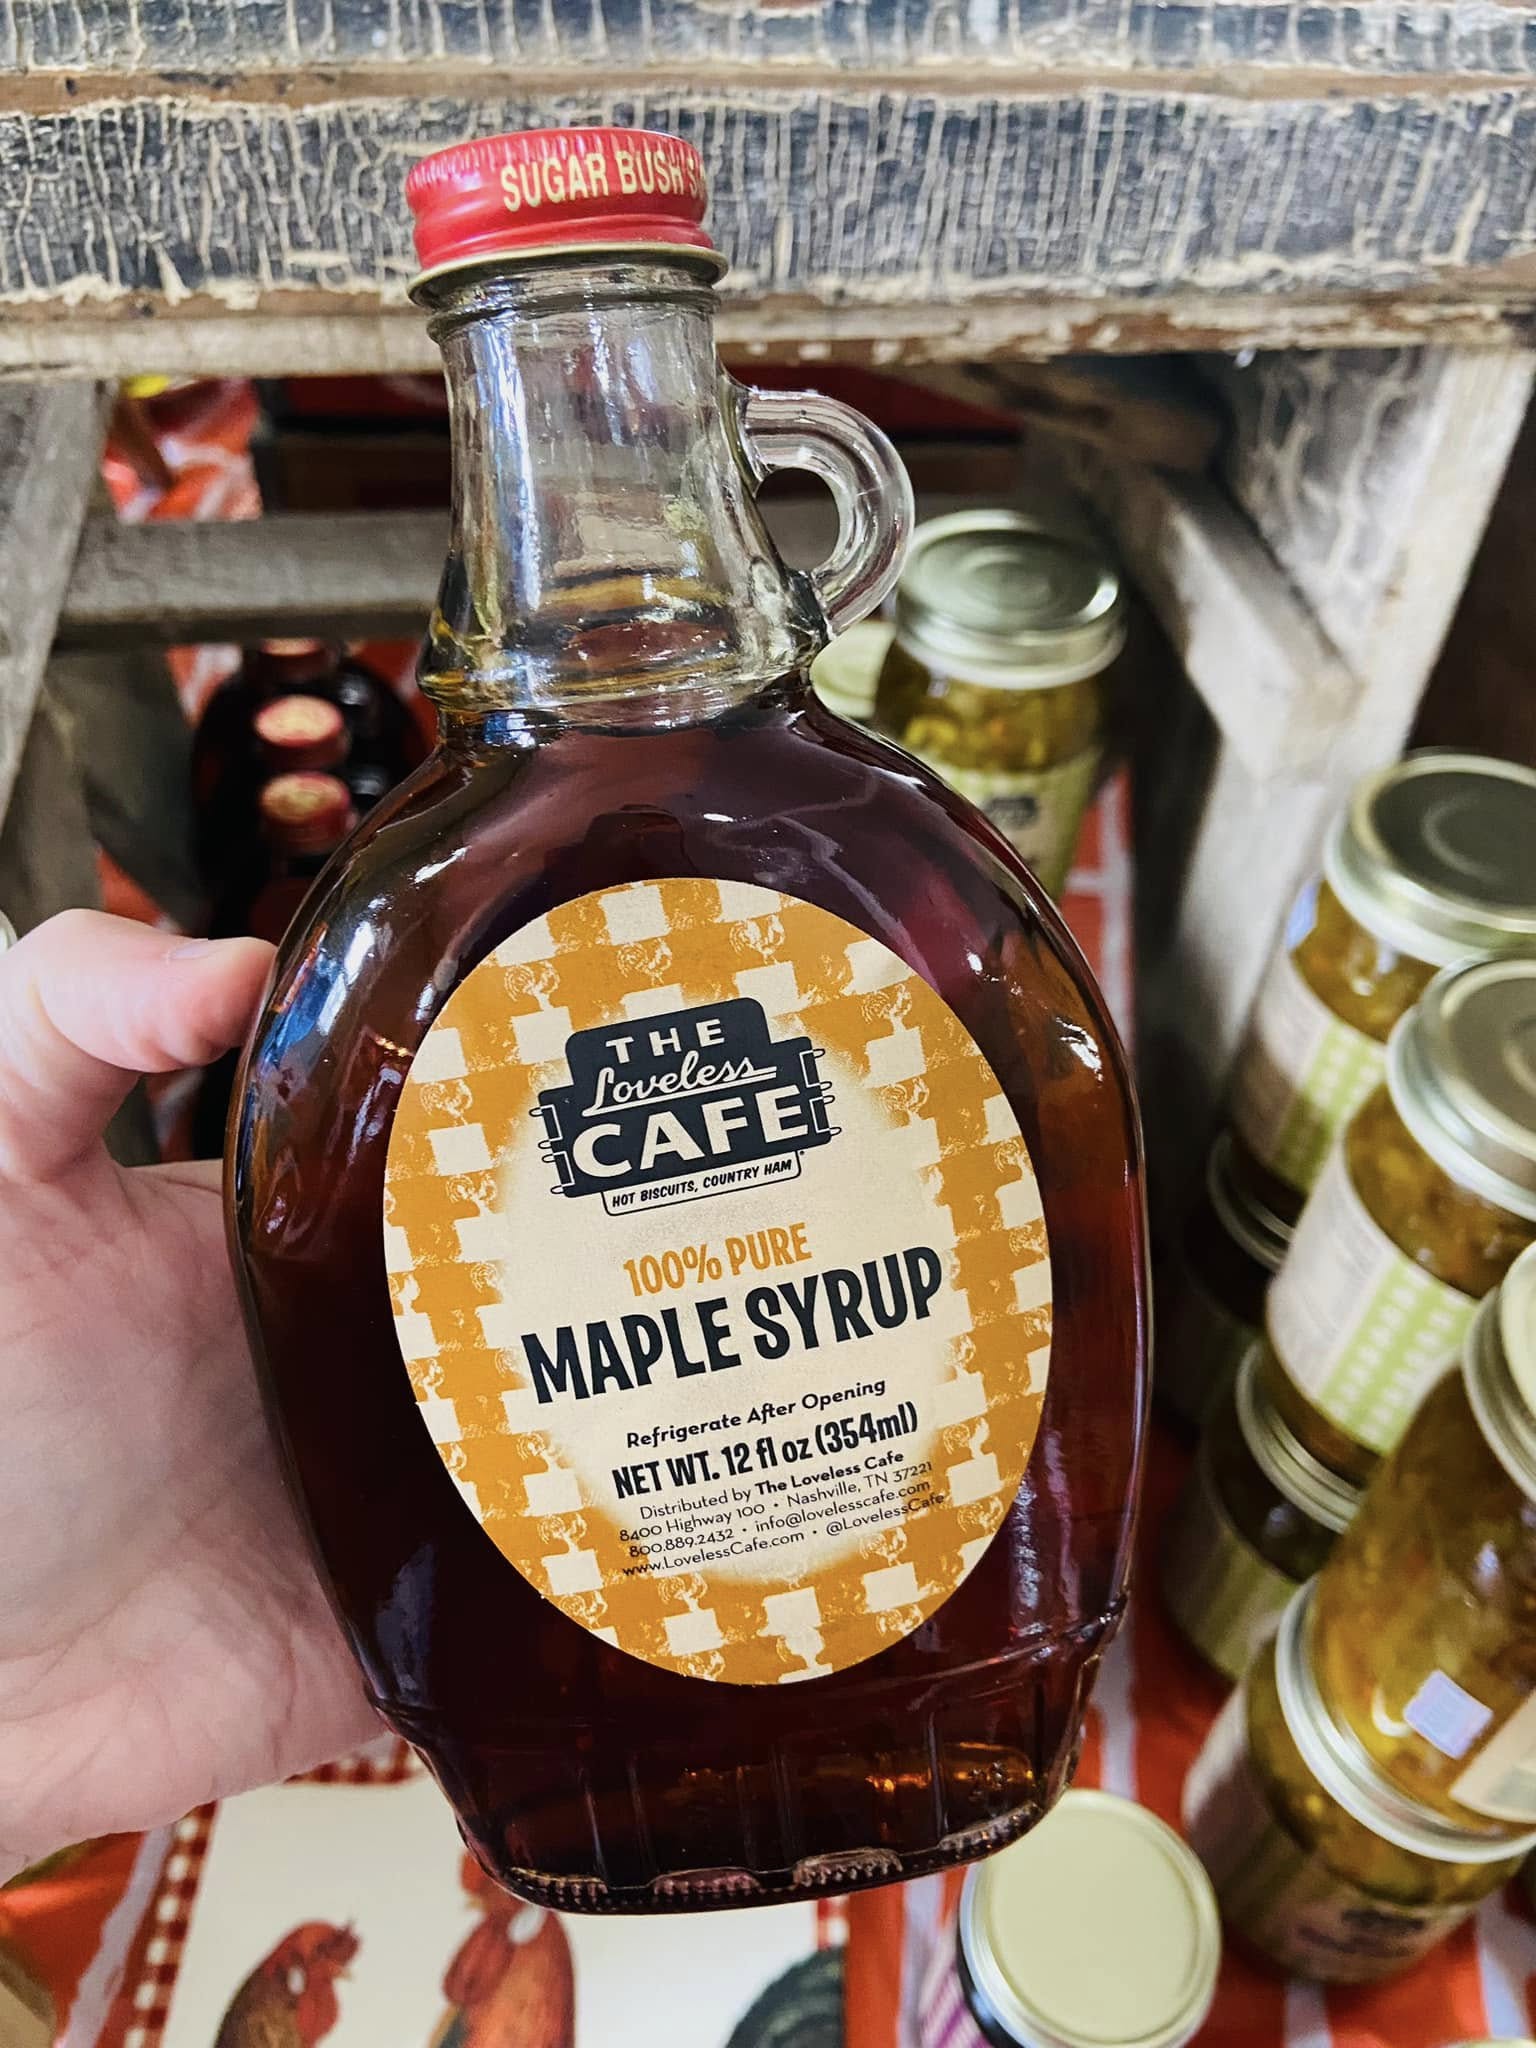 SUGAR BUSH
THE
Loveless
CAFE
HOT BISCUITS, COUNTRY HAM
100% PURE
MAPLE SYRUP
Refrigerate After Opening
NET WT. 12 fl oz (354ml)
Distributed by The Loveless Cafe
8400 Highway 100 • Nashville, TN 37221
800.889.2432 • info@lovelesscafe.com
www.LovelessCafe.com • @LovelessCafe